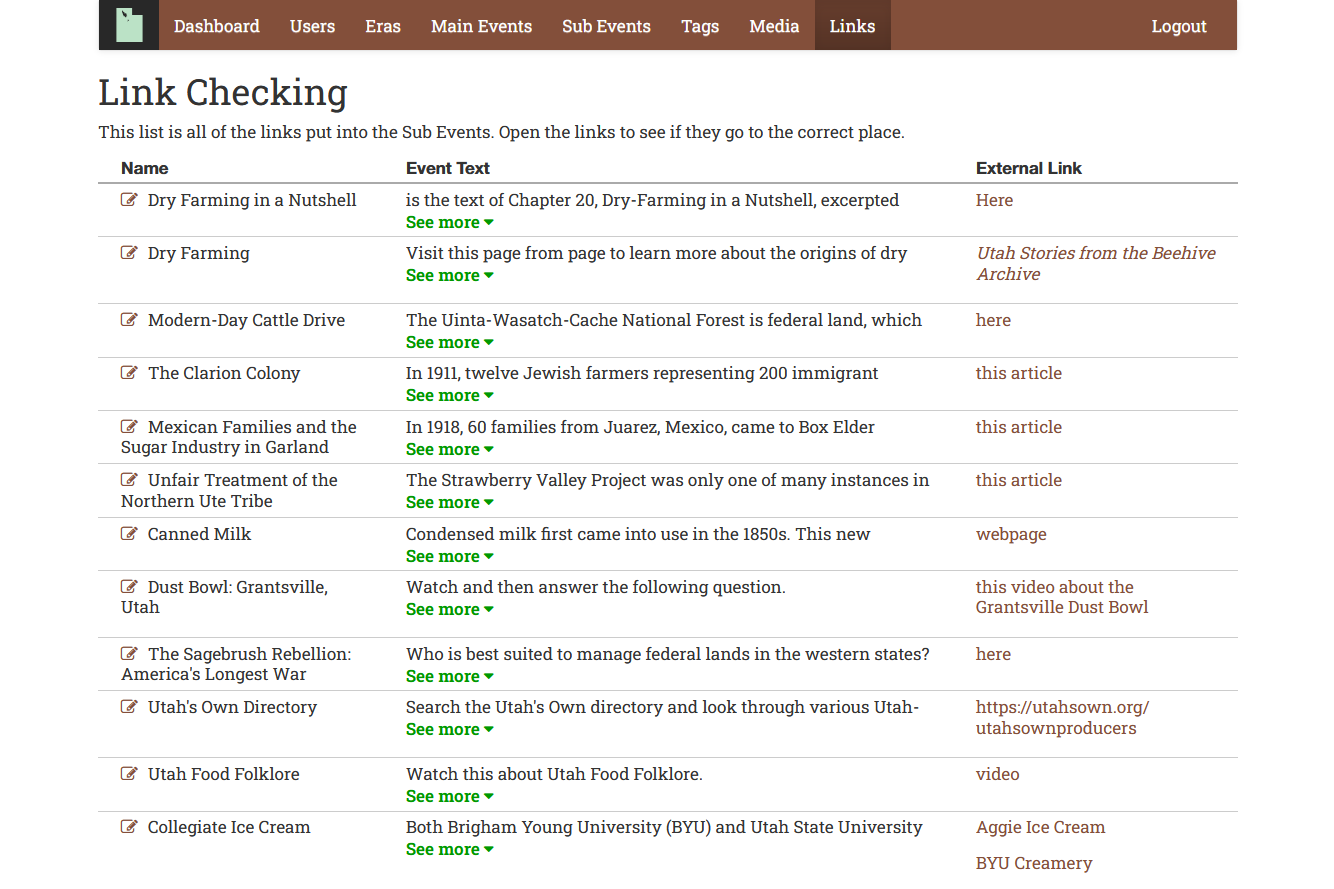 Dashboard Users Eras Main Events Sub Events Tags Media Links Logout
Link Checking
This list is all of the links put into the Sub Events. Open the links to see if they go to the correct place.
Name Event Text External Link
Dry Farming in a Nutshell is the text of Chapter 20, Dry-Farming in a Nutshell, excerpted Here
See more
Dry Farming Visit this page from page to learn more about the origins of dry Utah Stories from the Beehive
See more Archive
Modern-Day Cattle Drive The Uinta-Wasatch-Cache National Forest is federal land, which here
See more
The Clarion Colony In 1911, twelve Jewish farmers representing 200 immigrant this article
See more
Mexican Families and the In 1918, 60 families from Juarez, Mexico, came to Box Elder this article
Sugar Industry in Garland See more
Unfair Treatment of the The Strawberry Valley Project was only one of many instances in this article
Northern Ute Tribe See more
Canned Milk Condensed milk first came into use in the 1850s. This new webpage
See more
Dust Bowl: Grantsville, Watch and then answer the following question. this video about the
Utah See more Grantsville Dust Bowl
The Sagebrush Rebellion: Who is best suited to manage federal lands in the western states? here
America's Longest War See more
Utah's Own Directory Search the Utah's Own directory and look through various Utah- https://utahsown.org/
See more utahsownproducers
Utah Food Folklore Watch this about Utah Food Folklore. video
See more
Collegiate Ice Cream Both Brigham Young University (BYU) and Utah State University Aggie Ice Cream
See more
BYU Creamery